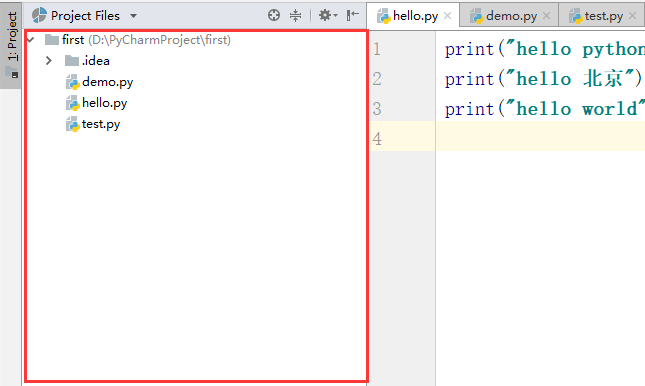 1: Project
Project Files
first (D:\PyCharmProject\first)
.idea
demo.py
hello.py
test.py
hello.py
demo.py
test.py
1 print("hello python
2 print("hello 北京")
3 print("hello world"
4